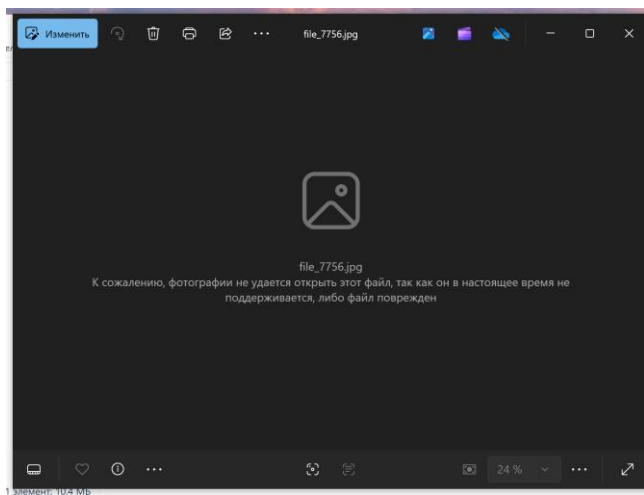 Изменить
file_7756.jpg
file_7756.jpg
К сожалению, фотографии не удается открыть этот файл, так как он в настоящее время не
поддерживается, либо файл поврежден
24 %
1 элемент: 10.4 МБ